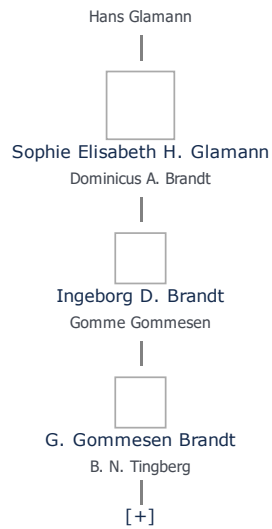 Hans Glamann
Sophie Elisabeth H. Glamann
Dominicus A. Brandt
Ingeborg D. Brandt
Gomme Gommesen
G. Gommesen Brandt
B. N. Tingberg
[+]